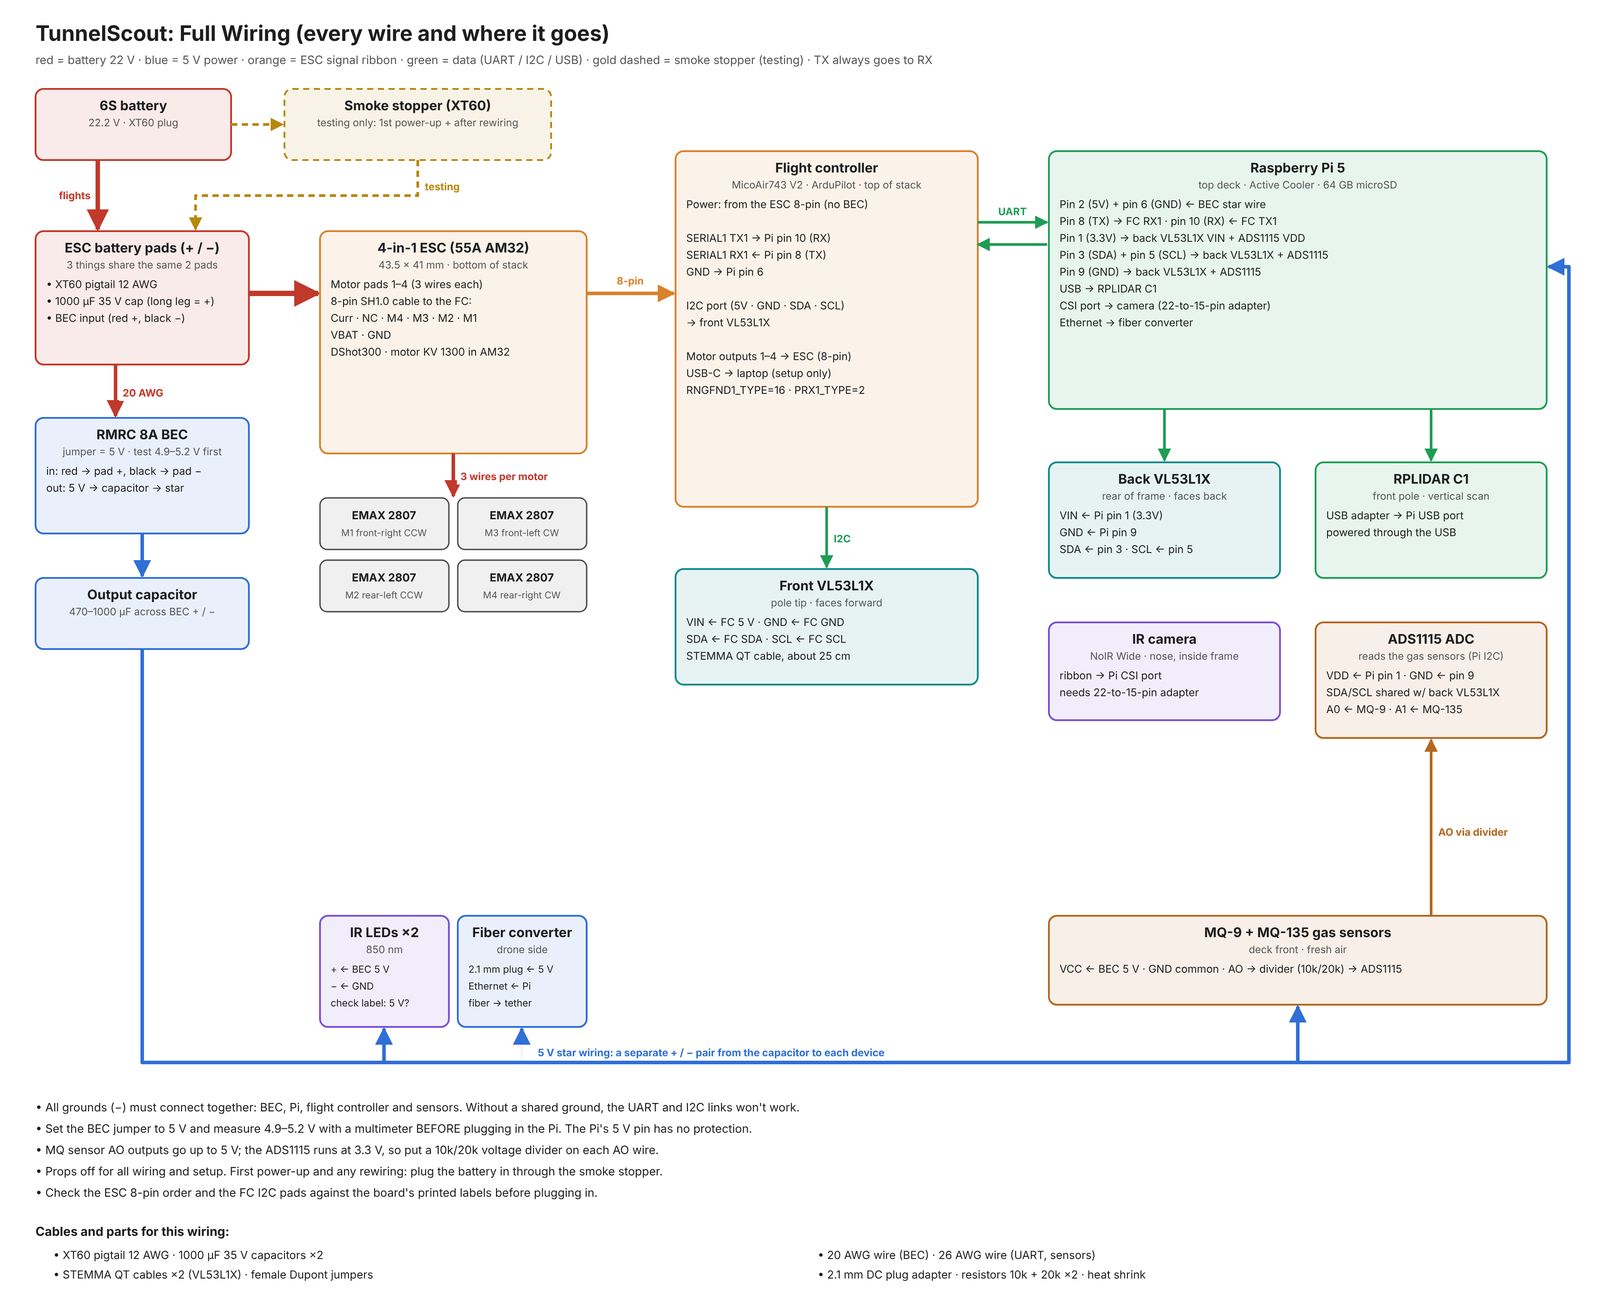 TunnelScout: Full Wiring (every wire and where it goes)
red = battery 22 V · blue = 5 V power · orange = ESC signal ribbon · green = data (UART / I2C / USB) · gold dashed = smoke stopper (testing) · TX always goes to RX
6S battery
22.2 V · XT60 plug
Smoke stopper (XT60)
testing only: 1st power-up + after rewiring
flights
testing
ESC battery pads (+ / −)
3 things share the same 2 pads
• XT60 pigtail 12 AWG
• 1000 µF 35 V cap (long leg = +)
• BEC input (red +, black −)
4-in-1 ESC (55A AM32)
43.5 × 41 mm · bottom of stack
Motor pads 1–4 (3 wires each)
8-pin SH1.0 cable to the FC:
Curr · NC · M4 · M3 · M2 · M1
VBAT · GND
DShot300 · motor KV 1300 in AM32
8-pin
Flight controller
MicoAir743 V2 · ArduPilot · top of stack
Power: from the ESC 8-pin (no BEC)
SERIAL1 TX1 → Pi pin 10 (RX)
SERIAL1 RX1 ← Pi pin 8 (TX)
GND → Pi pin 6
I2C port (5V · GND · SDA · SCL)
→ front VL53L1X
Motor outputs 1–4 → ESC (8-pin)
USB-C → laptop (setup only)
RNGFND1_TYPE=16 · PRX1_TYPE=2
UART
Raspberry Pi 5
top deck · Active Cooler · 64 GB microSD
Pin 2 (5V) + pin 6 (GND) ← BEC star wire
Pin 8 (TX) → FC RX1 · pin 10 (RX) ← FC TX1
Pin 1 (3.3V) → back VL53L1X VIN + ADS1115 VDD
Pin 3 (SDA) + pin 5 (SCL) → back VL53L1X + ADS1115
Pin 9 (GND) → back VL53L1X + ADS1115
USB → RPLIDAR C1
CSI port → camera (22-to-15-pin adapter)
Ethernet → fiber converter
20 AWG
RMRC 8A BEC
jumper = 5 V · test 4.9–5.2 V first
in: red → pad +, black → pad −
out: 5 V → capacitor → star
3 wires per motor
EMAX 2807
M1 front-right CCW
EMAX 2807
M3 front-left CW
EMAX 2807
M2 rear-left CCW
EMAX 2807
M4 rear-right CW
Output capacitor
470–1000 µF across BEC + / −
I2C
Front VL53L1X
pole tip · faces forward
VIN ← FC 5 V · GND ← FC GND
SDA ← FC SDA · SCL ← FC SCL
STEMMA QT cable, about 25 cm
Back VL53L1X
rear of frame · faces back
VIN ← Pi pin 1 (3.3V)
GND ← Pi pin 9
SDA ← pin 3 · SCL ← pin 5
RPLIDAR C1
front pole · vertical scan
USB adapter → Pi USB port
powered through the USB
IR camera
NoIR Wide · nose, inside frame
ribbon → Pi CSI port
needs 22-to-15-pin adapter
ADS1115 ADC
reads the gas sensors (Pi I2C)
VDD ← Pi pin 1 · GND ← pin 9
SDA/SCL shared w/ back VL53L1X
A0 ← MQ-9 · A1 ← MQ-135
AO via divider
IR LEDs ×2
850 nm
+ ← BEC 5 V
− ← GND
check label: 5 V?
Fiber converter
drone side
2.1 mm plug ← 5 V
Ethernet ← Pi
fiber → tether
MQ-9 + MQ-135 gas sensors
deck front · fresh air
VCC ← BEC 5 V · GND common · AO → divider (10k/20k) → ADS1115
5 V star wiring: a separate + / − pair from the capacitor to each device
• All grounds (−) must connect together: BEC, Pi, flight controller and sensors. Without a shared ground, the UART and I2C links won't work.
• Set the BEC jumper to 5 V and measure 4.9–5.2 V with a multimeter BEFORE plugging in the Pi. The Pi's 5 V pin has no protection.
• MQ sensor AO outputs go up to 5 V; the ADS1115 runs at 3.3 V, so put a 10k/20k voltage divider on each AO wire.
• Props off for all wiring and setup. First power-up and any rewiring: plug the battery in through the smoke stopper.
• Check the ESC 8-pin order and the FC I2C pads against the board's printed labels before plugging in.
Cables and parts for this wiring:
• XT60 pigtail 12 AWG · 1000 µF 35 V capacitors ×2
• STEMMA QT cables ×2 (VL53L1X) · female Dupont jumpers
• 20 AWG wire (BEC) · 26 AWG wire (UART, sensors)
• 2.1 mm DC plug adapter · resistors 10k + 20k ×2 · heat shrink